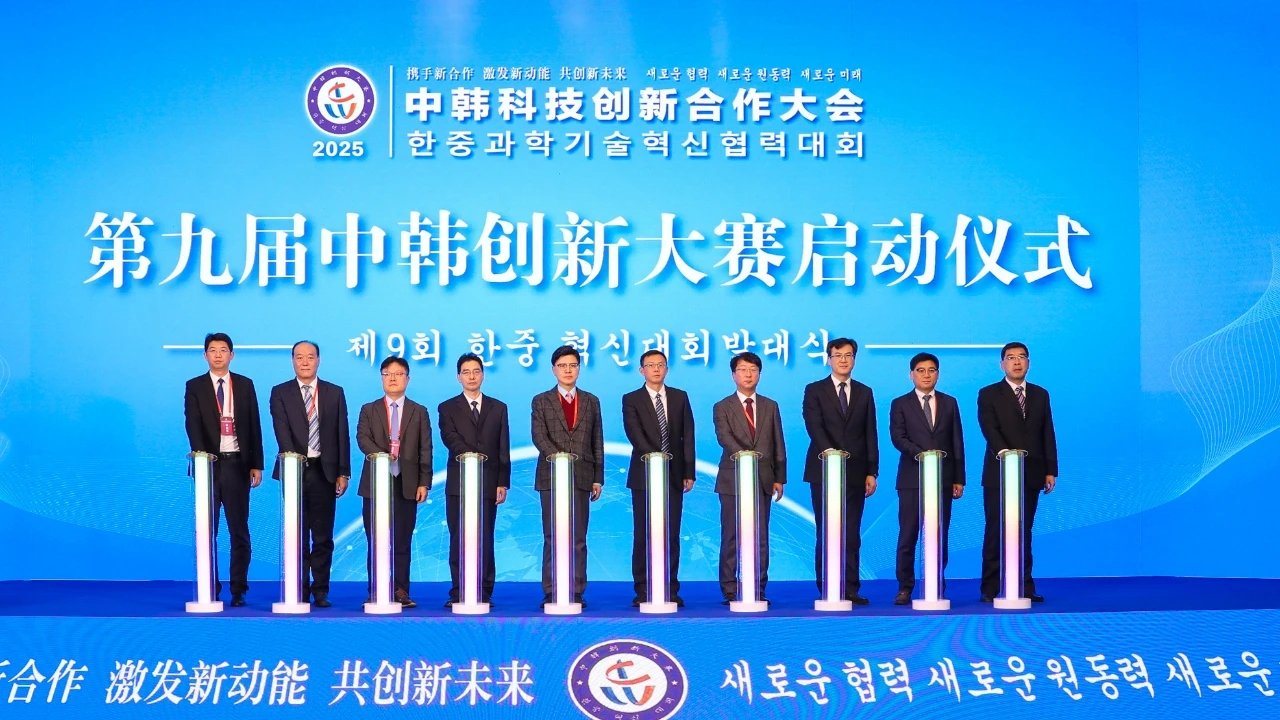 携手新合作 激发新动能 共创新未来 새로운 협력 새로운 원동력 새로운 미래
中韩科技创新合作大会
한중과학기술혁신협력대회
2025
第九届中韩创新大赛启动仪式
제9회 한중 혁신대회발대식
新合作 激发新动能 共创新未来
새로운 협력 새로운 원동력 새로운